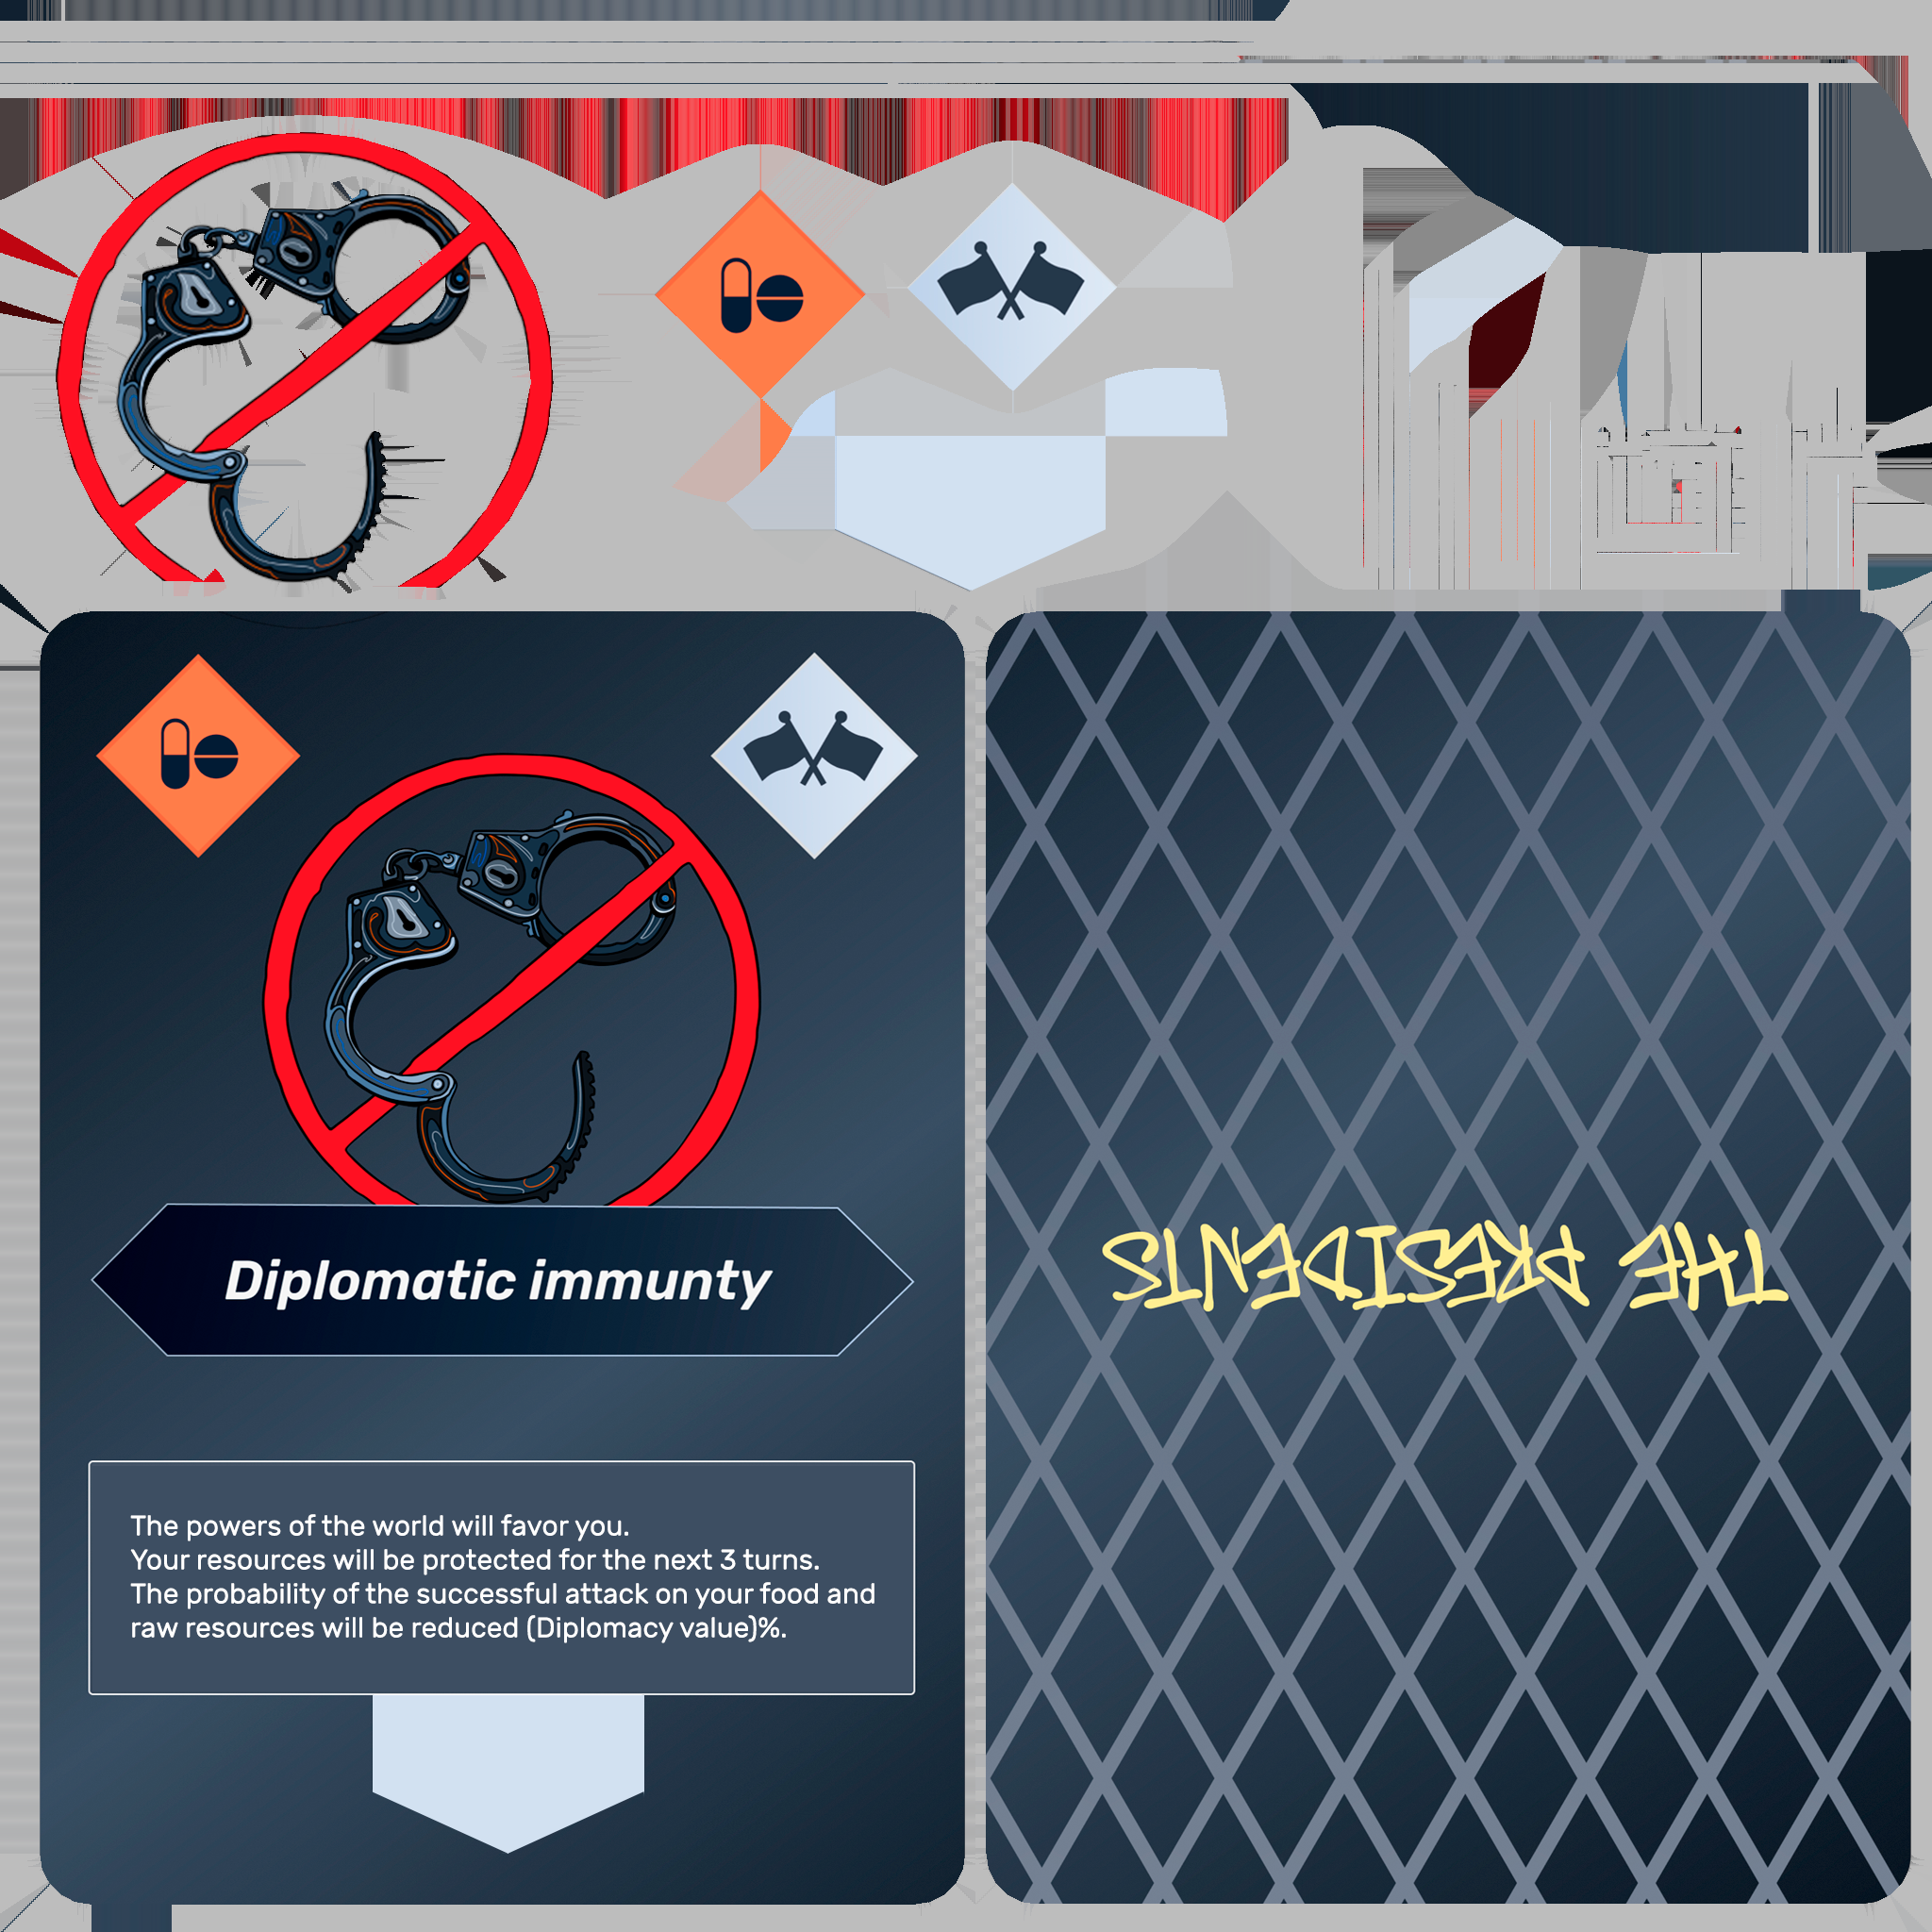 Diplomatic immunty
The powers of the world will favor you.
Your resources will be protected for the next 3 turns.
The probability of the successful attack on your food and
raw resources will be reduced (Diplomacy value)%.
THE PRESIDENTS